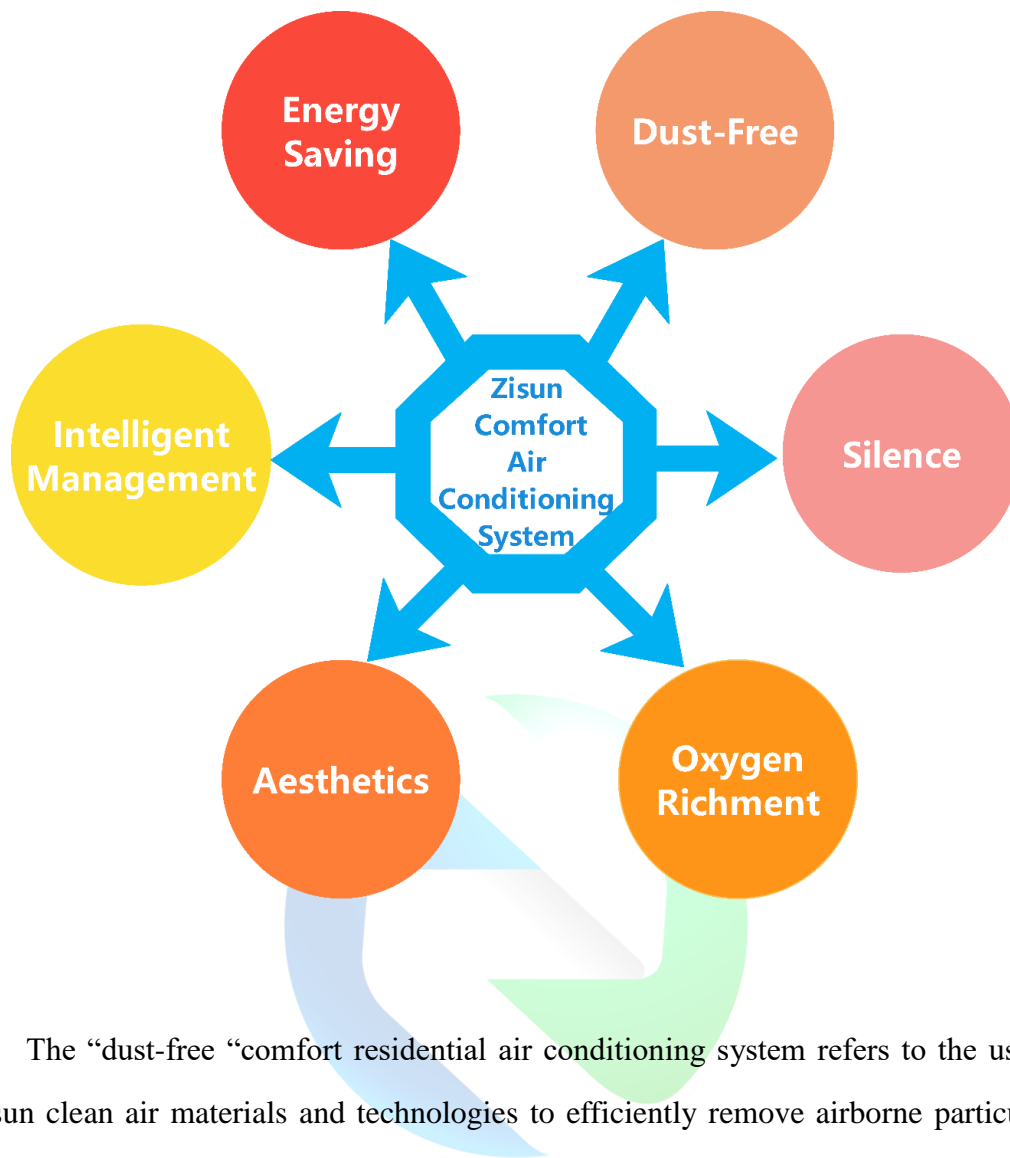 Energy
Saving
Dust-Free
Intelligent
Management
Zisun
Comfort
Air
Conditioning
System
Silence
Aesthetics
Oxygen
Richment
The “dust-free “comfort residential air conditioning system refers to the us
sun clean air materials and technologies to efficiently remove airborne particu